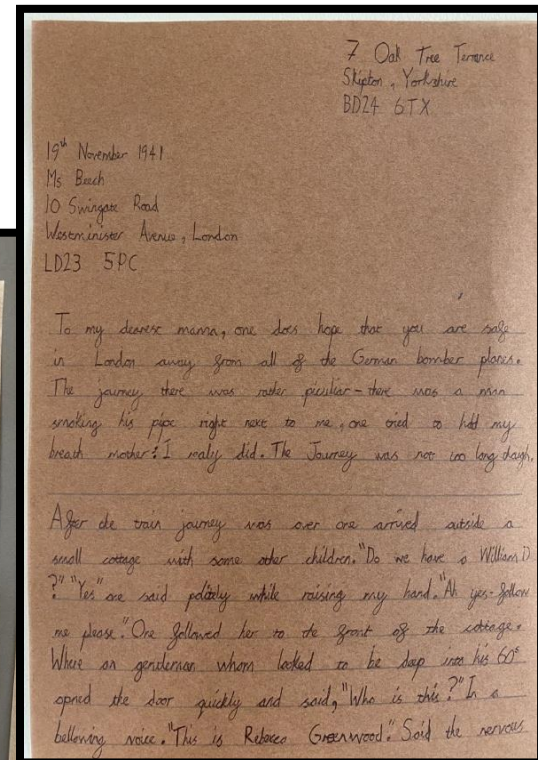 7 Oak Tree Terrance
Skipton, Yorkshire
BD24 6TX
19th November 1941
Ms Beech
10 Swingate Road
Westminister Avenue, London
LD23 5PC
To my dearest mama, one does hope that you are safe
in London away from all of the German bomber planes.
The journey there was rather piculiar - there was a man
smoking his pipe right next to me, one tried to hold my
breath mother! I realy did. The Journey was not too long though.
After the train journey was over one arrived outside a
small cottage with some other children. "Do we have a William D
?" "Yes" one said politely while raising my hand. "Ah yes - follow
me please." One followed her to the front of the cottage.
Where an gentleman whom looked to be deep into his 60s
opned the door quickly and said, "Who is this?" In a
bellowing voice. "This is Rebecca Greenwood." Said the nervous